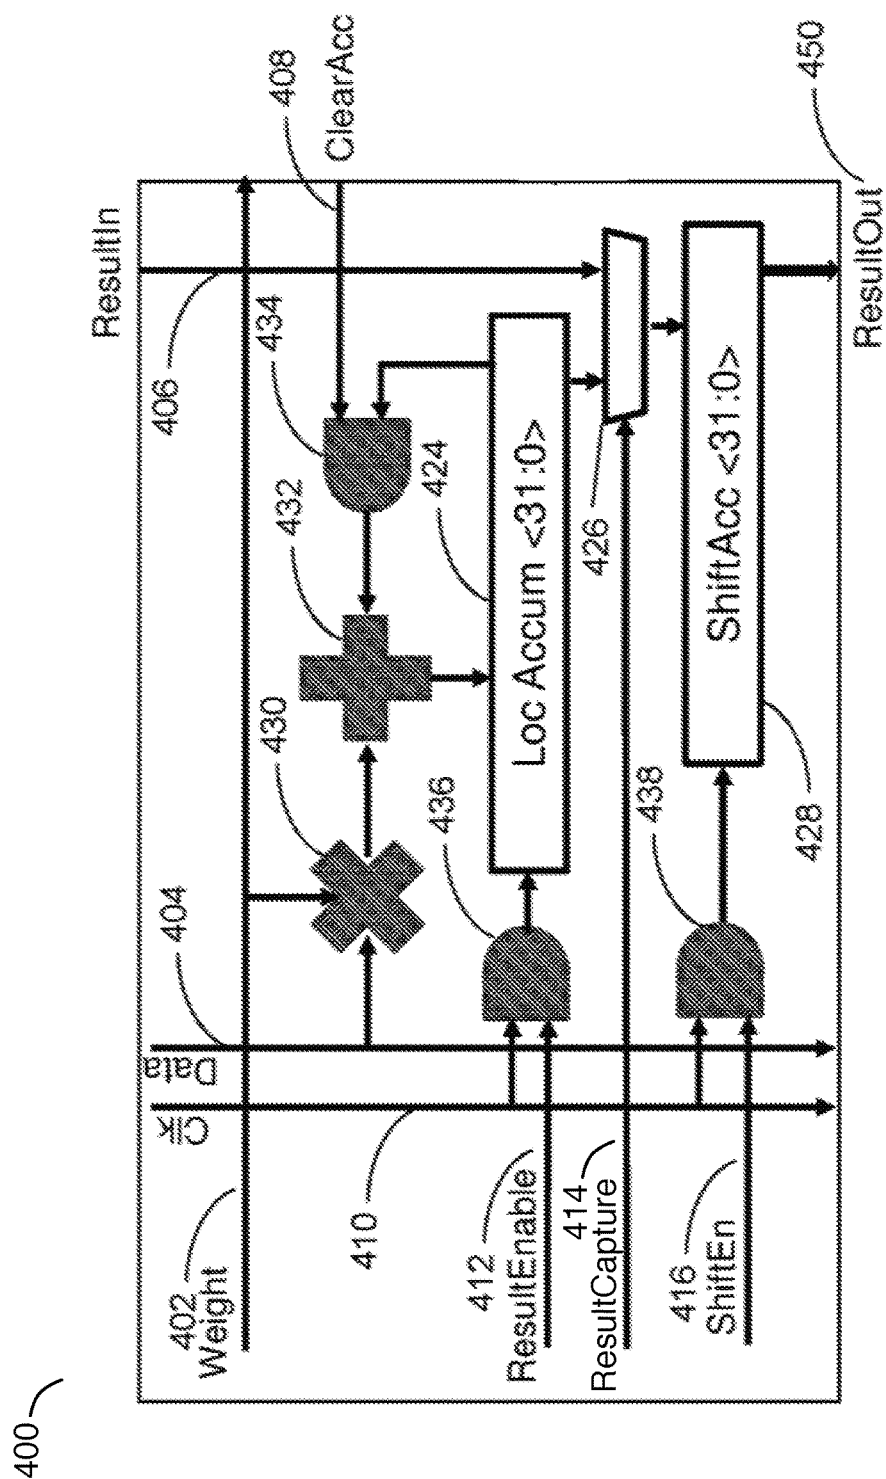 400
ResultIn
402
Weight
Clk
Data
404
406
408
ClearAcc
430
432
434
410
412
ResultEnable
436
424
Loc Accum <31:0>
414
ResultCapture
426
416
ShiftEn
438
ShiftAcc <31:0>
428
ResultOut
450